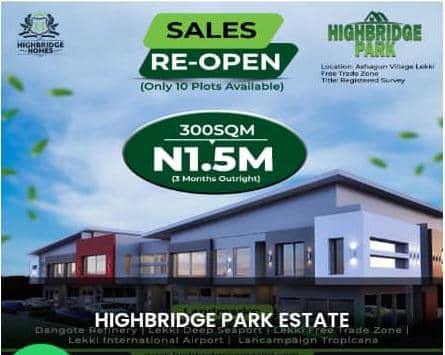 HIGHBRIDGE
HOMES
SALES
RE-OPEN
(Only 10 Plots Available)
HIGHBRIDGE
PARK
Location: Ashagun Village Lekki
Free Trade Zone
Title: Registered Survey
300SQM
N1.5M
(3 Months Outright)
HIGHBRIDGE PARK ESTATE
Dangote Refinery | Lekki Deep Seaport | Lekki Free Trade Zone |
Lekki International Airport | Lancampaign Tropicana